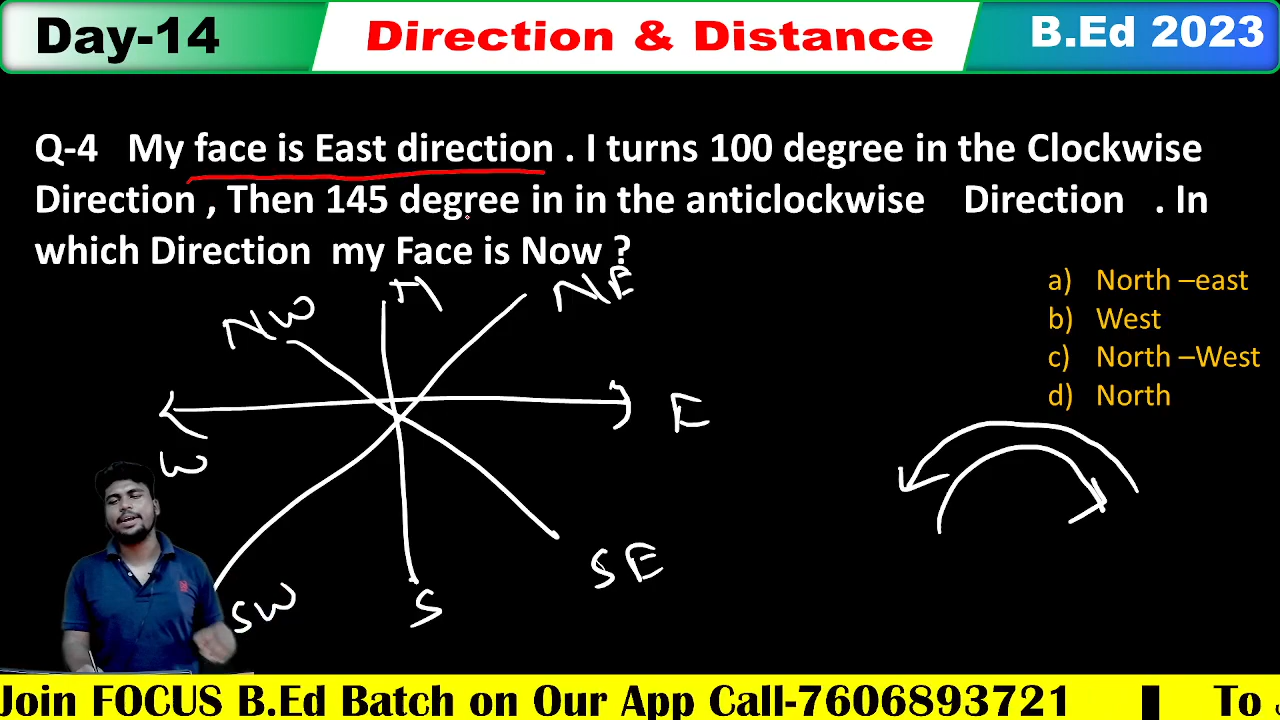 Day-14
Direction & Distance
B.Ed 2023
Q-4 My face is East direction . I turns 100 degree in the Clockwise
Direction , Then 145 degree in in the anticlockwise Direction . In
which Direction my Face is Now ?
a) North –east
b) West
c) North –West
d) North
N
NE
NW
E
W
SE
SW
S
Join FOCUS B.Ed Batch on Our App Call-7606893721 To